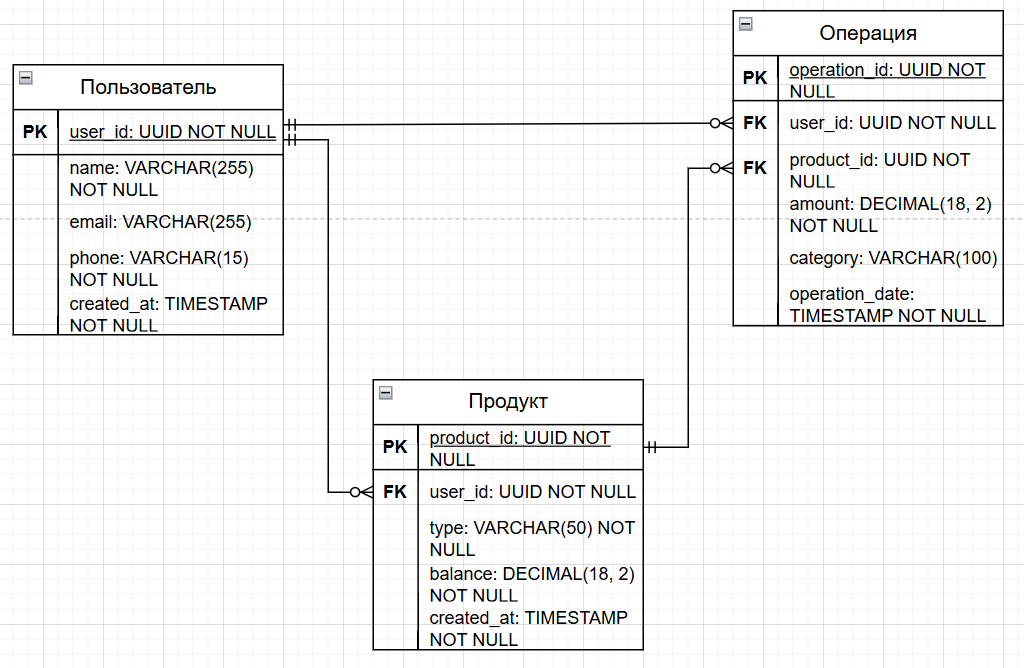 Пользователь
PK
user_id: UUID NOT NULL
name: VARCHAR(255)
NOT NULL
email: VARCHAR(255)
phone: VARCHAR(15)
NOT NULL
created_at: TIMESTAMP
NOT NULL
Операция
PK
operation_id: UUID NOT
NULL
FK
user_id: UUID NOT NULL
FK
product_id: UUID NOT
NULL
amount: DECIMAL(18, 2)
NOT NULL
category: VARCHAR(100)
operation_date:
TIMESTAMP NOT NULL
Продукт
PK
product_id: UUID NOT
NULL
FK
user_id: UUID NOT NULL
type: VARCHAR(50) NOT
NULL
balance: DECIMAL(18, 2)
NOT NULL
created_at: TIMESTAMP
NOT NULL